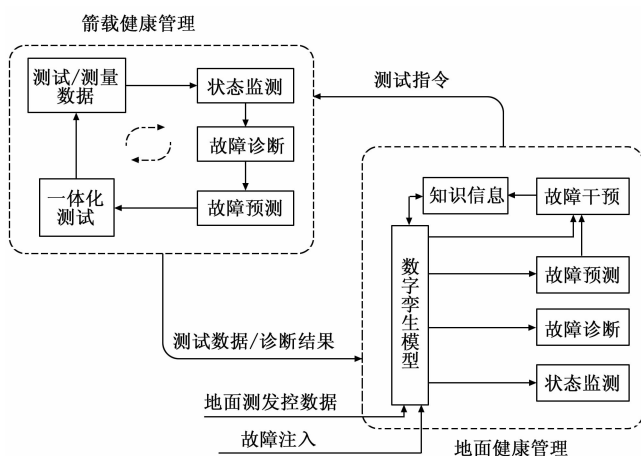 箭载健康管理
测试/测量
数据
状态监测
故障诊断
故障预测
一体化
测试
测试指令
知识信息
故障干预
数字孪生模型
故障预测
故障诊断
状态监测
测试数据/诊断结果
地面测发控数据
故障注入
地面健康管理